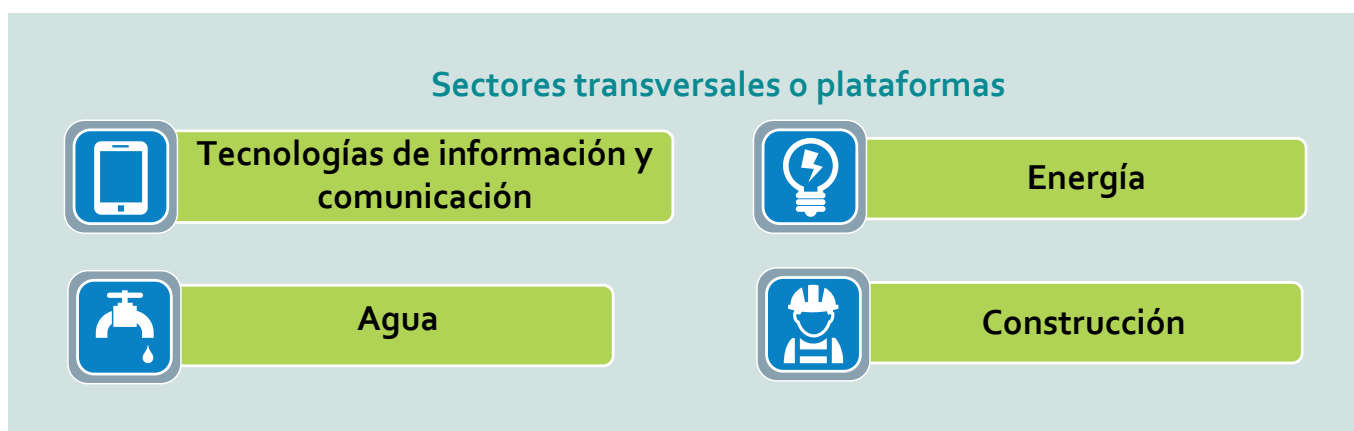 Sectores transversales o plataformas
Tecnologías de información y
comunicación
Energía
Agua
Construcción